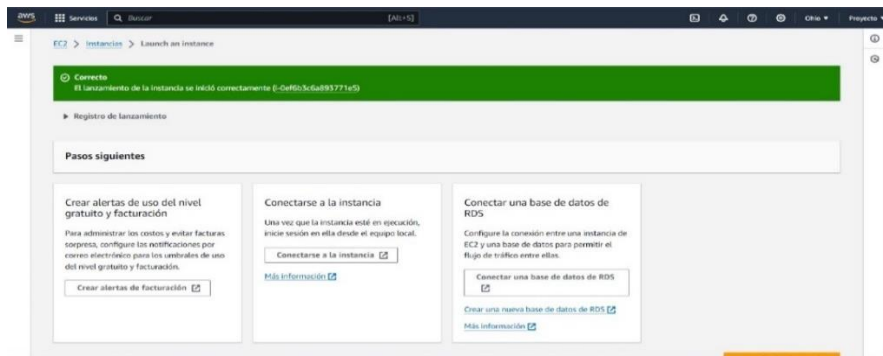 aws
Servicios
Buscar
[Alt+S]
Ohio
Proyecto
EC2 > Instancias > Launch an instance
Correcto
El lanzamiento de la instancia se inició correctamente (i-0ef6b3c6a893771e5)
Registro de lanzamiento
Pasos siguientes
Crear alertas de uso del nivel
gratuito y facturación
Para administrar los costos y evitar facturas
sorpresa, configure las notificaciones por
correo electrónico para los umbrales de uso
del nivel gratuito y facturación.
Crear alertas de facturación
Conectarse a la instancia
Una vez que la instancia esté en ejecución,
inicie sesión en ella desde el equipo local.
Conectarse a la instancia
Más información
Conectar una base de datos de
RDS
Configure la conexión entre una instancia de
EC2 y una base de datos para permitir el
flujo de tráfico entre ellas.
Conectar una base de datos de RDS
Crear una nueva base de datos de RDS
Más información